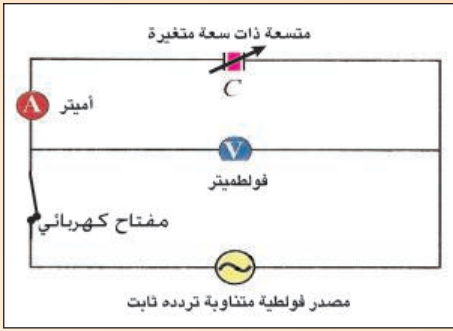 متسعة ذات سعة متغيرة
C
A
أميتر
V
فولطميتر
مفتاح كهربائي
مصدر فولطية متناوبة تردده ثابت